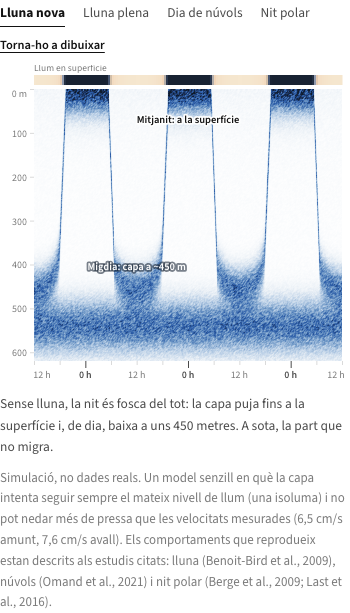 Lluna nova Lluna plena Dia de núvols Nit polar
Torna-ho a dibuixar
Llum en superfície
0 m
Mitjanit: a la superfície
100
200
300
400
Migdia: capa a ~450 m
500
600
12 h 0 h 12 h 0 h 12 h 0 h 12 h
Sense lluna, la nit és fosca del tot: la capa puja fins a la
superfície i, de dia, baixa a uns 450 metres. A sota, la part que
no migra.
Simulació, no dades reals. Un model senzill en què la capa
intenta seguir sempre el mateix nivell de llum (una isoluma) i no
pot nedar més de pressa que les velocitats mesurades (6,5 cm/s
amunt, 7,6 cm/s avall). Els comportaments que reprodueix
estan descrits als estudis citats: lluna (Benoit-Bird et al., 2009),
núvols (Omand et al., 2021) i nit polar (Berge et al., 2009; Last et
al., 2016).